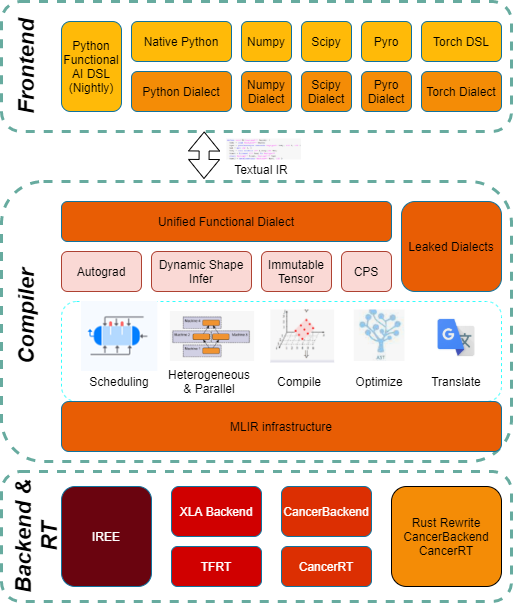 Frontend
Python
Functional
AI DSL
(Nightly)
Native Python
Numpy
Scipy
Pyro
Torch DSL
Python Dialect
Numpy
Dialect
Scipy
Dialect
Pyro
Dialect
Torch Dialect
Textual IR
Compiler
Unified Functional Dialect
Leaked Dialects
Autograd
Dynamic Shape
Infer
Immutable
Tensor
CPS
Scheduling
Heterogeneous
& Parallel
Compile
AST
Optimize
G
文
Translate
MLIR infrastructure
Backend &
RT
IREE
XLA Backend
CancerBackend
TFRT
CancerRT
Rust Rewrite
CancerBackend
CancerRT